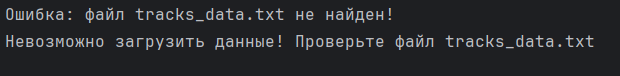 Ошибка: файл tracks_data.txt не найден!
Невозможно загрузить данные! Проверьте файл tracks_data.txt